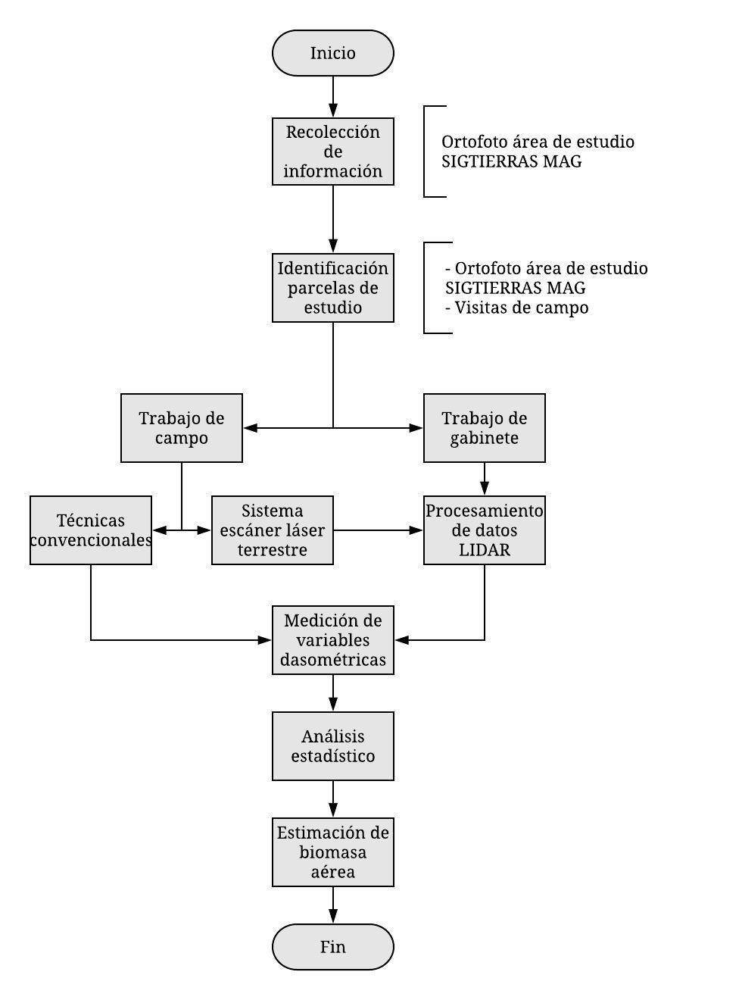 Inicio
Recolección
de
información
Ortofoto área de estudio
SIGTIERRAS MAG
Identificación
parcelas de
estudio
- Ortofoto área de estudio
SIGTIERRAS MAG
- Visitas de campo
Trabajo de
campo
Trabajo de
gabinete
Técnicas
convencionales
Sistema
escáner láser
terrestre
Procesamiento
de datos
LIDAR
Medición de
variables
dasométricas
Análisis
estadístico
Estimación de
biomasa
aérea
Fin